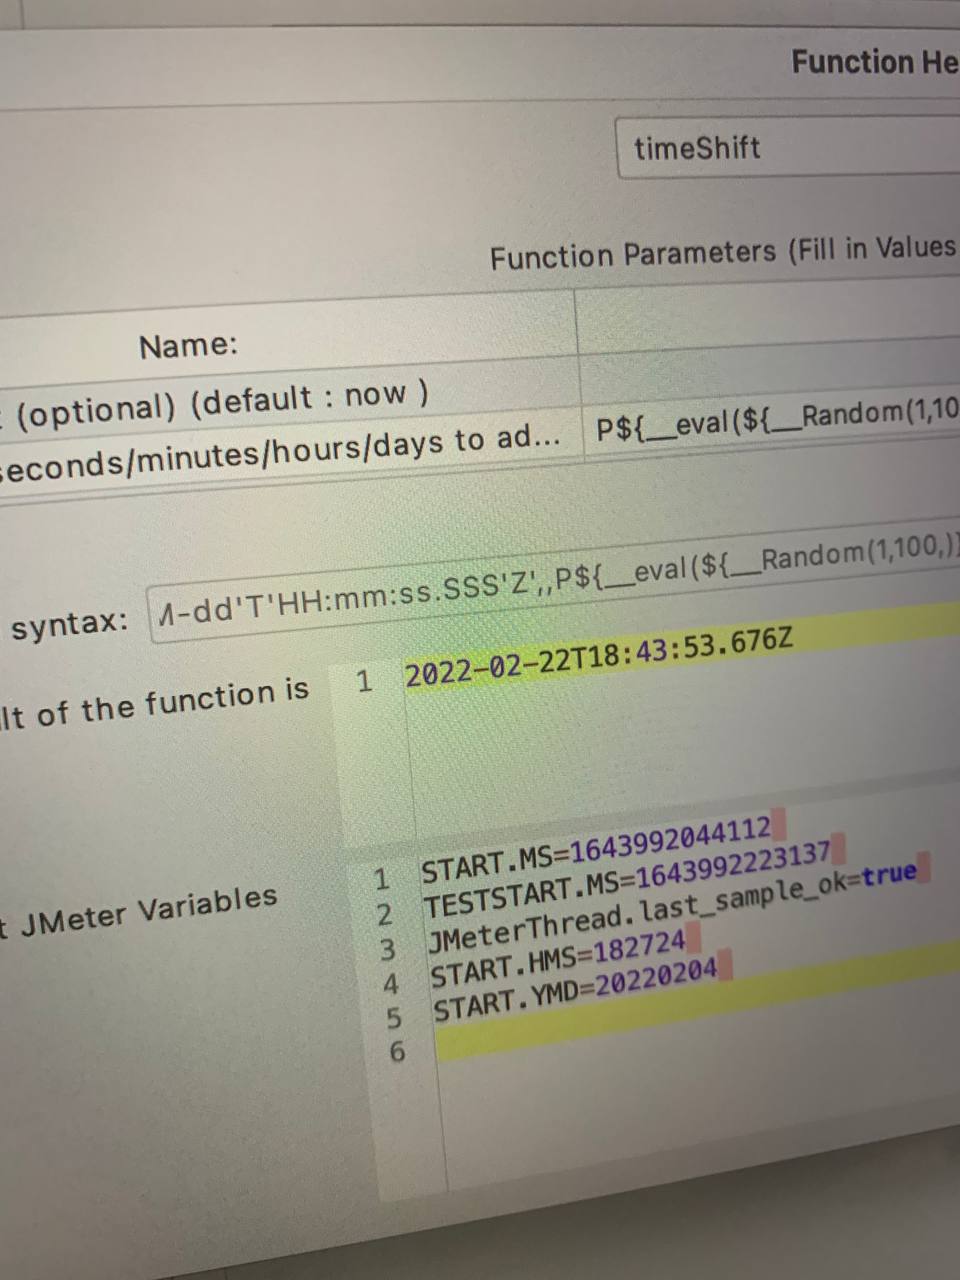 Function He
timeShift
Function Parameters (Fill in Values
Name:
(optional) (default : now )
seconds/minutes/hours/days to ad... P${__eval(${__Random(1,10
syntax: M-dd'T'HH:mm:ss.SSS'Z',,P${__eval(${__Random(1,100,)}
lt of the function is 1 2022-02-22T18:43:53.676Z
t JMeter Variables
1 START.MS=1643992044112
2 TESTSTART.MS=1643992223137
3 JMeterThread.last_sample_ok=true
4 START.HMS=182724
5 START.YMD=20220204
6